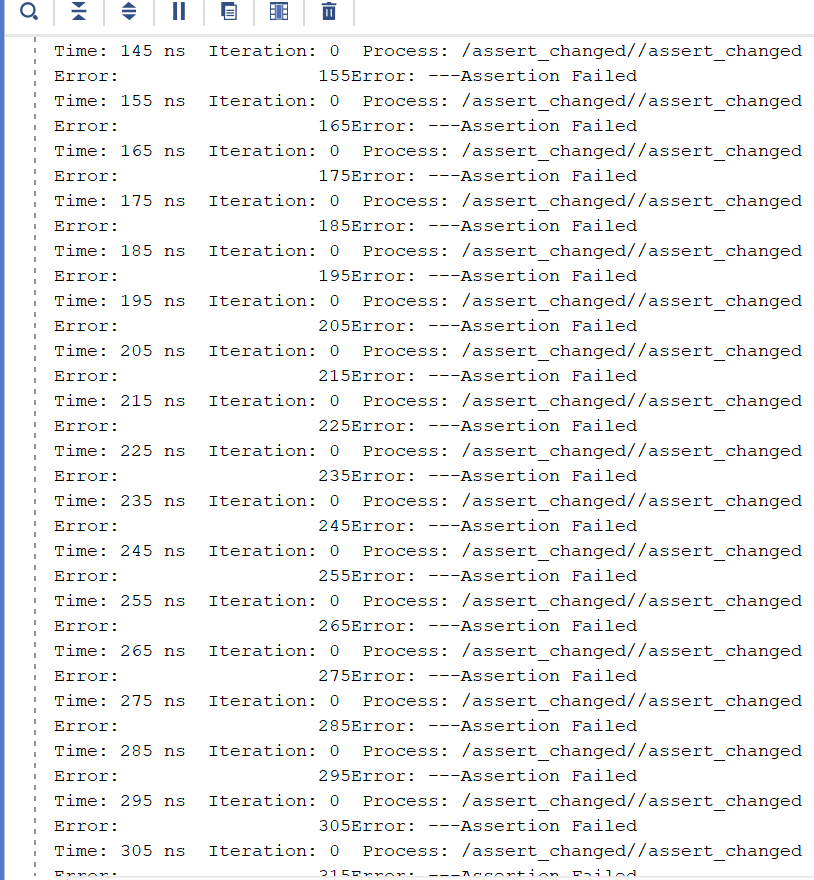 Time: 145 ns  Iteration: 0  Process: /assert_changed//assert_changed
Error:                  155Error: ---Assertion Failed
Time: 155 ns  Iteration: 0  Process: /assert_changed//assert_changed
Error:                  165Error: ---Assertion Failed
Time: 165 ns  Iteration: 0  Process: /assert_changed//assert_changed
Error:                  175Error: ---Assertion Failed
Time: 175 ns  Iteration: 0  Process: /assert_changed//assert_changed
Error:                  185Error: ---Assertion Failed
Time: 185 ns  Iteration: 0  Process: /assert_changed//assert_changed
Error:                  195Error: ---Assertion Failed
Time: 195 ns  Iteration: 0  Process: /assert_changed//assert_changed
Error:                  205Error: ---Assertion Failed
Time: 205 ns  Iteration: 0  Process: /assert_changed//assert_changed
Error:                  215Error: ---Assertion Failed
Time: 215 ns  Iteration: 0  Process: /assert_changed//assert_changed
Error:                  225Error: ---Assertion Failed
Time: 225 ns  Iteration: 0  Process: /assert_changed//assert_changed
Error:                  235Error: ---Assertion Failed
Time: 235 ns  Iteration: 0  Process: /assert_changed//assert_changed
Error:                  245Error: ---Assertion Failed
Time: 245 ns  Iteration: 0  Process: /assert_changed//assert_changed
Error:                  255Error: ---Assertion Failed
Time: 255 ns  Iteration: 0  Process: /assert_changed//assert_changed
Error:                  265Error: ---Assertion Failed
Time: 265 ns  Iteration: 0  Process: /assert_changed//assert_changed
Error:                  275Error: ---Assertion Failed
Time: 275 ns  Iteration: 0  Process: /assert_changed//assert_changed
Error:                  285Error: ---Assertion Failed
Time: 285 ns  Iteration: 0  Process: /assert_changed//assert_changed
Error:                  295Error: ---Assertion Failed
Time: 295 ns  Iteration: 0  Process: /assert_changed//assert_changed
Error:                  305Error: ---Assertion Failed
Time: 305 ns  Iteration: 0  Process: /assert_changed//assert_changed
Error:                  315Error: ---Assertion Failed